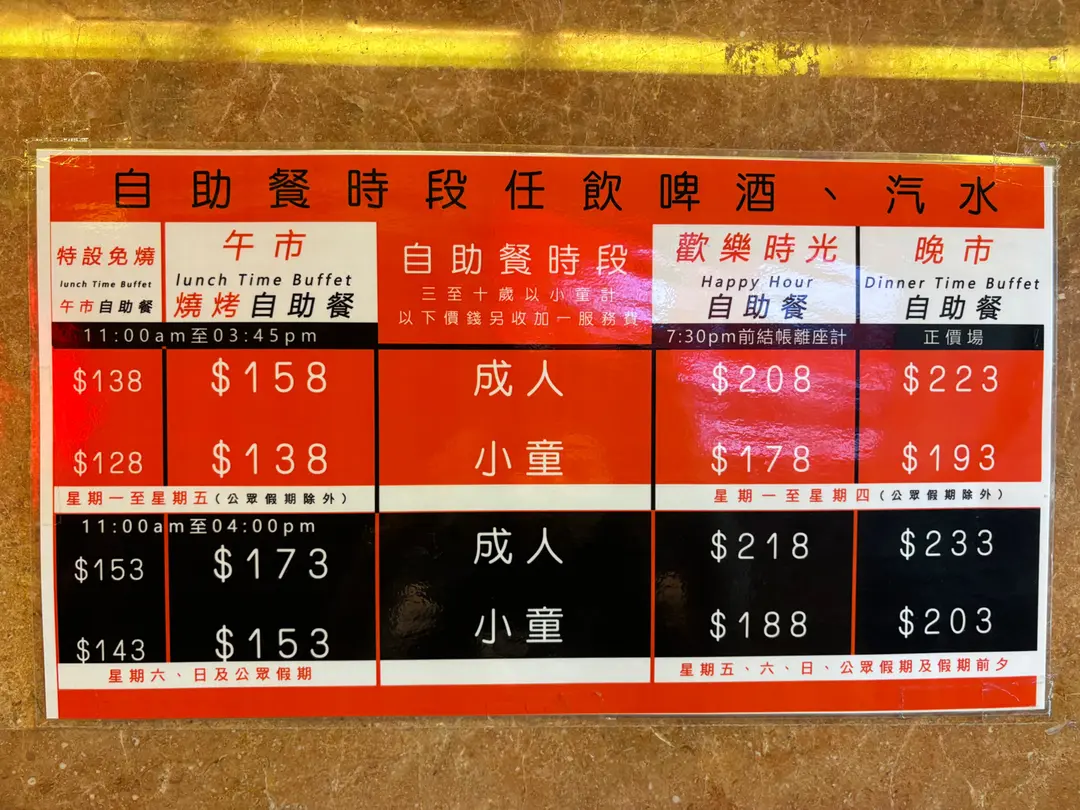 自助餐時段任飲啤酒、汽水
特設免燒
lunch Time Buffet
午市自助餐
午市
lunch Time Buffet
燒烤自助餐
11:00am至03:45pm
自助餐時段
三至十歲以小童計
以下價錢另收加一服務費
歡樂時光
Happy Hour
自助餐
7:30pm前結帳離座計
晚市
Dinner Time Buffet
自助餐
正價場
$138 $158 成人 $208 $223
$128 $138 小童 $178 $193
星期一至星期五(公眾假期除外)
星期一至星期四(公眾假期除外)
11:00am至04:00pm
$153 $173 成人 $218 $233
$143 $153 小童 $188 $203
星期六、日及公眾假期
星期五、六、日、公眾假期及假期前夕